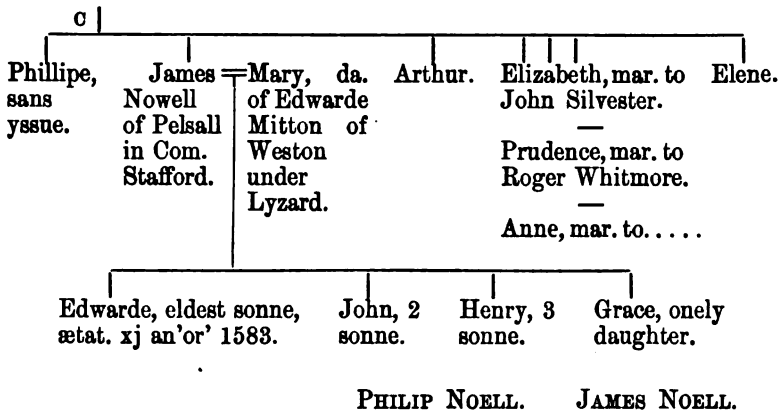 C
Phillipe,
sans
yssue.
James
Nowell
of Pelsall
in Com.
Stafford.
Mary, da.
of Edwarde
Mitton of
Weston
under
Lyzard.
Arthur.
Elizabeth, mar. to
John Silvester.
—
Prudence, mar. to
Roger Whitmore.
—
Anne, mar. to.....
Elene.
Edwarde, eldest sonne,
ætat. xj an'or' 1583.
John, 2
sonne.
Henry, 3
sonne.
Grace, onely
daughter.
PHILIP NOELL. JAMES NOELL.